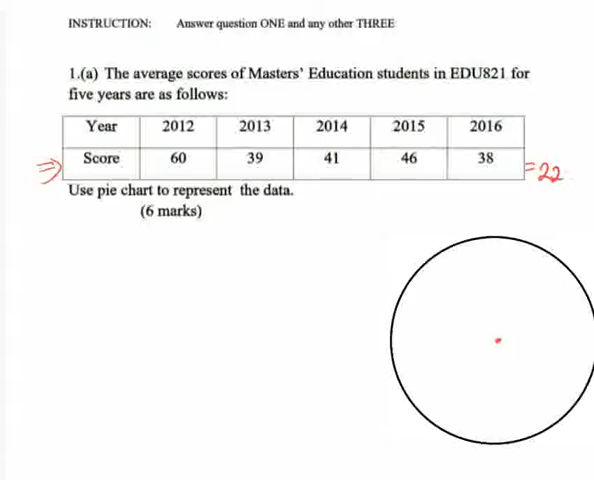 INSTRUCTION: Answer question ONE and any other THREE
1.(a) The average scores of Masters' Education students in EDU821 for
five years are as follows:
Year 2012 2013 2014 2015 2016
⇒ Score 60 39 41 46 38 =22
Use pie chart to represent the data.
(6 marks)